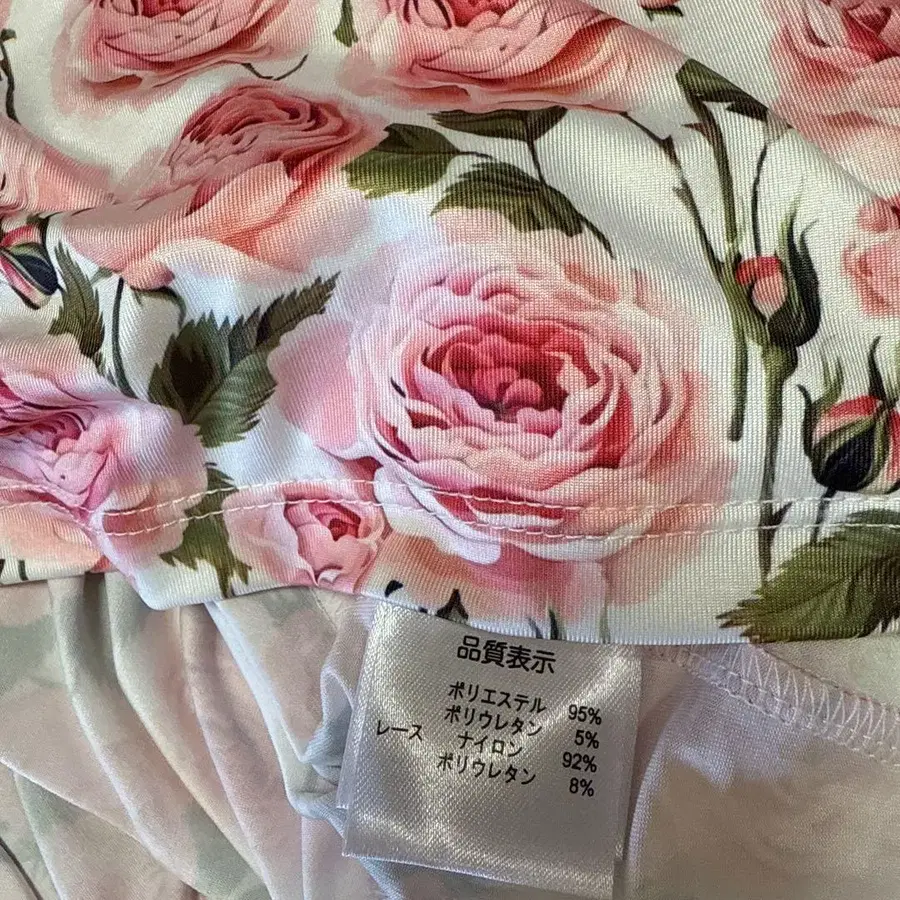 品質表示
ポリエステル 95%
ポリウレタン 5%
レース ナイロン 92%
ポリウレタン 8%